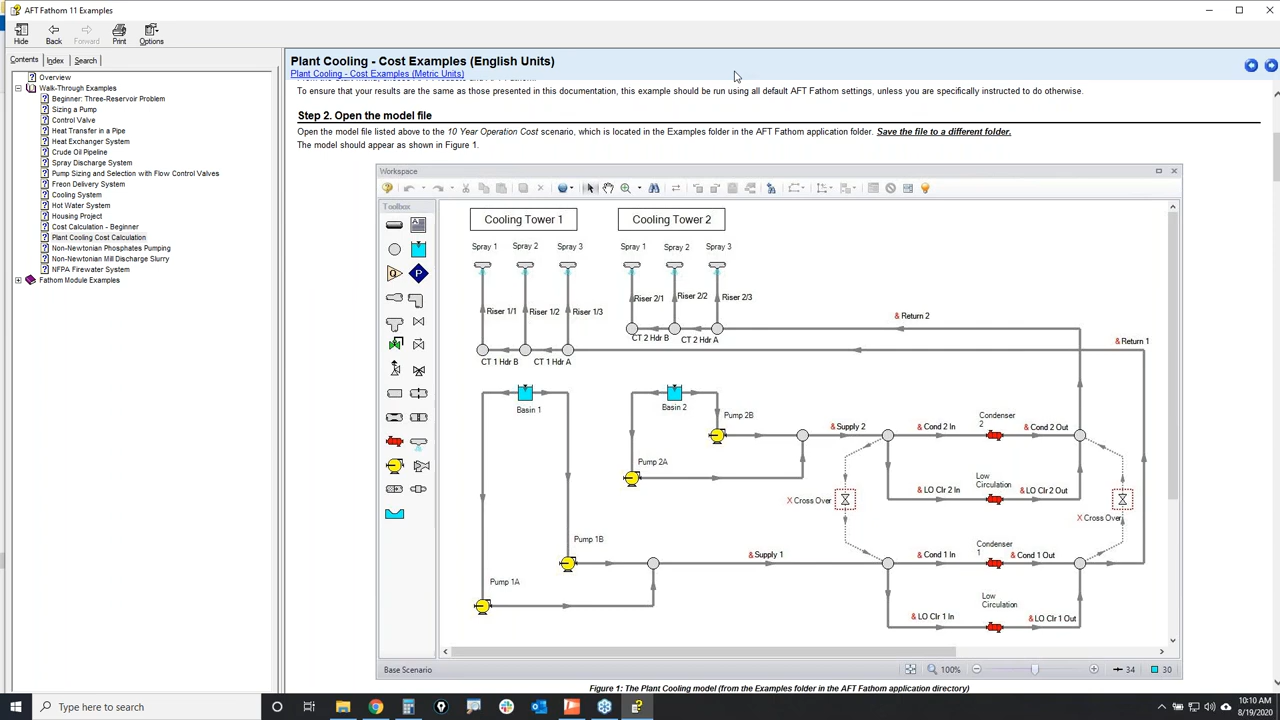 AFT Fathom 11 Examples
Hide
Back
Forward
Print
Options
Contents
Index
Search
Overview
Walk-Through Examples
Beginner: Three-Reservoir Problem
Sizing a Pump
Control Valve
Heat Transfer in a Pipe
Heat Exchanger System
Crude Oil Pipeline
Spray Discharge System
Pump Sizing and Selection with Flow Control Valves
Freon Delivery System
Cooling System
Hot Water System
Housing Project
Cost Calculation - Beginner
Plant Cooling Cost Calculation
Non-Newtonian Phosphates Pumping
Non-Newtonian Mill Discharge Slurry
NFPA Firewater System
Fathom Module Examples
Plant Cooling - Cost Examples (English Units)
Plant Cooling - Cost Examples (Metric Units)
To ensure that your results are the same as those presented in this documentation, this example should be run using all default AFT Fathom settings, unless you are specifically instructed to do otherwise.
Step 2. Open the model file
Open the model file listed above to the 10 Year Operation Cost scenario, which is located in the Examples folder in the AFT Fathom application folder. Save the file to a different folder.
The model should appear as shown in Figure 1.
Workspace
Toolbox
Cooling Tower 1
Cooling Tower 2
Spray 1
Spray 2
Spray 3
Spray 1
Spray 2
Spray 3
Riser 1/1
Riser 1/2
Riser 1/3
Riser 2/1
Riser 2/2
Riser 2/3
& Return 2
CT 2 Hdr B
CT 2 Hdr A
& Return 1
CT 1 Hdr B
CT 1 Hdr A
Basin 1
Basin 2
Pump 2B
Condenser
2
& Supply 2
& Cond 2 In
& Cond 2 Out
Pump 2A
Low
Circulation
& LO Clr 2 In
& LO Clr 2 Out
X Cross Over
X Cross Over
Pump 1B
Condenser
1
& Supply 1
& Cond 1 In
& Cond 1 Out
Pump 1A
Low
Circulation
& LO Clr 1 In
& LO Clr 1 Out
Base Scenario
100%
34
30
Figure 1: The Plant Cooling model (from the Examples folder in the AFT Fathom application directory)
Type here to search
10:10 AM
8/19/2020